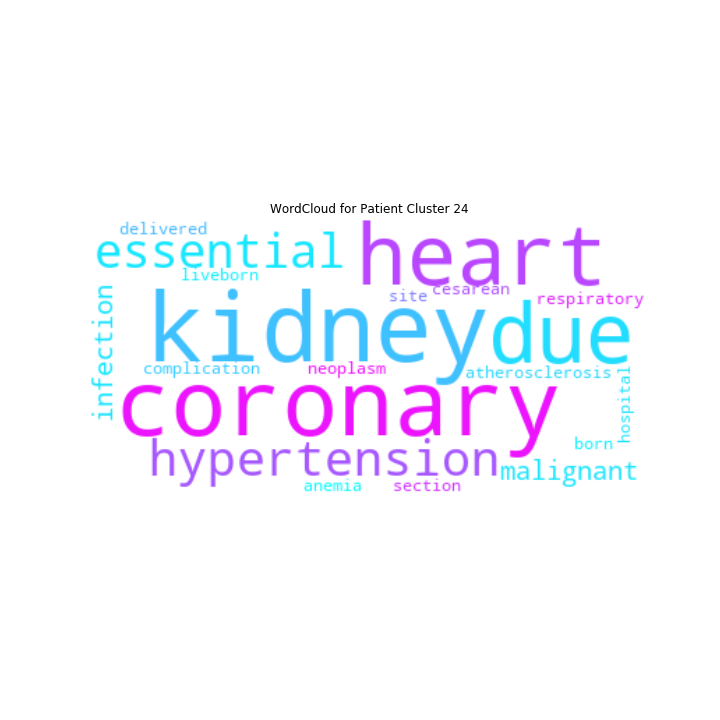 WordCloud for Patient Cluster 24
delivered
heart
essential
liveborn
cesarean
site
respiratory
infection
kidney
due
complication
neoplasm
atherosclerosis
hospital
coronary
born
hypertension
malignant
anemia
section